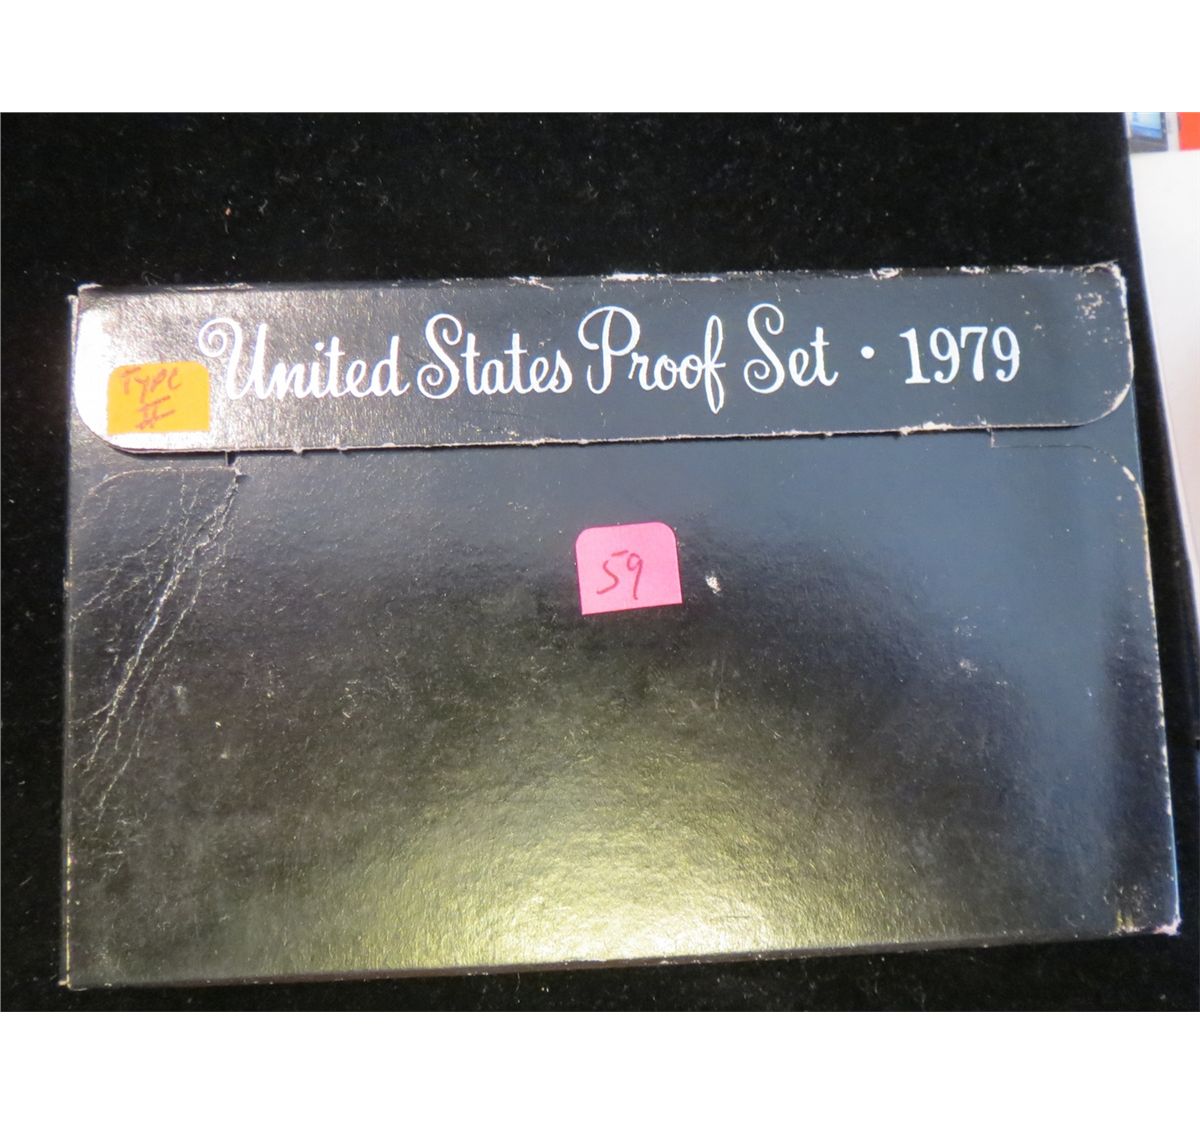 United States Proof Set · 1979
Type
II
59